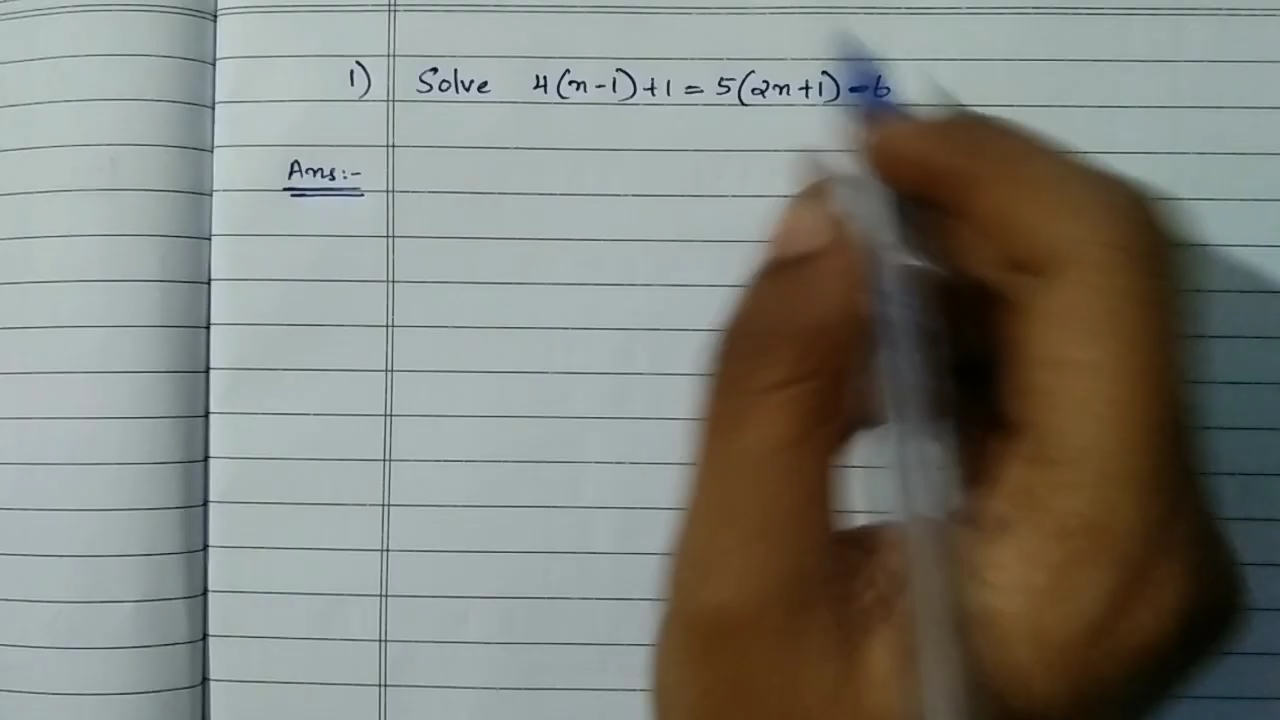 1) Solve 4(n-1)+1 = 5(2n+1)-6
Ans:-